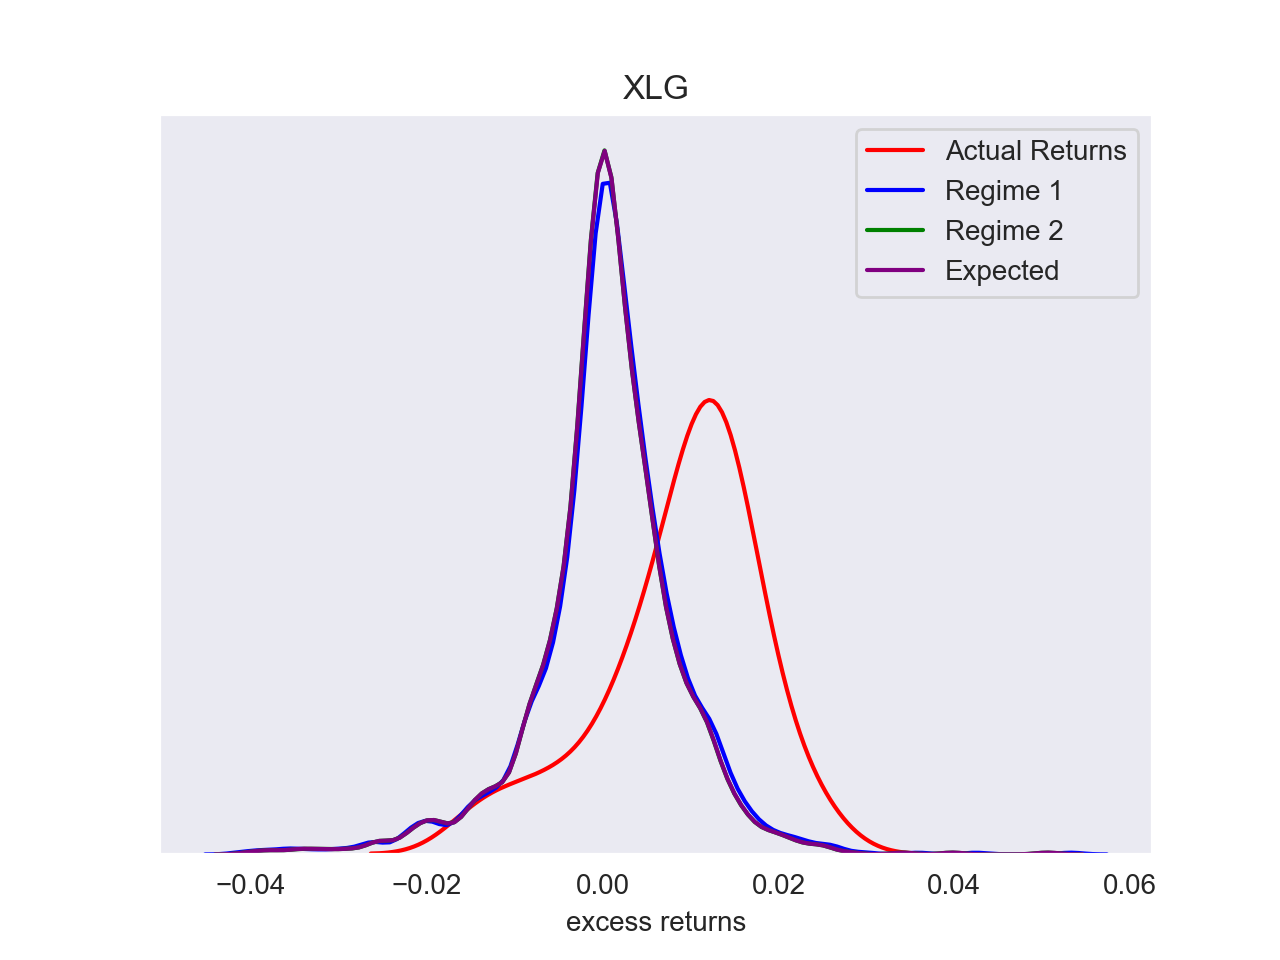 XLG
Actual Returns
Regime 1
Regime 2
Expected
−0.04
−0.02
0.00
0.02
0.04
0.06
excess returns